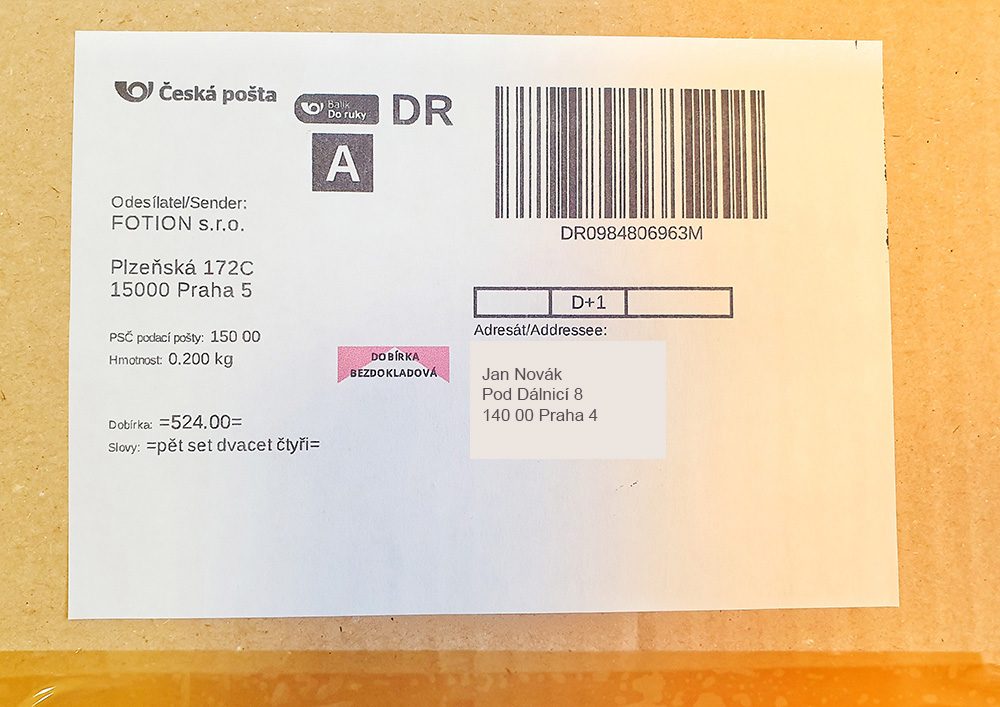 Česká pošta
Balík
Do ruky
DR
A
DR0984806963M
Odesílatel/Sender:
FOTION s.r.o.
Plzeňská 172C
15000 Praha 5
PSČ podací pošty: 150 00
Hmotnost: 0.200 kg
Dobírka: =524.00=
Slovy: =pět set dvacet čtyři=
DOBÍRKA
BEZDOKLADOVÁ
D+1
Adresát/Addressee:
Jan Novák
Pod Dálnicí 8
140 00 Praha 4